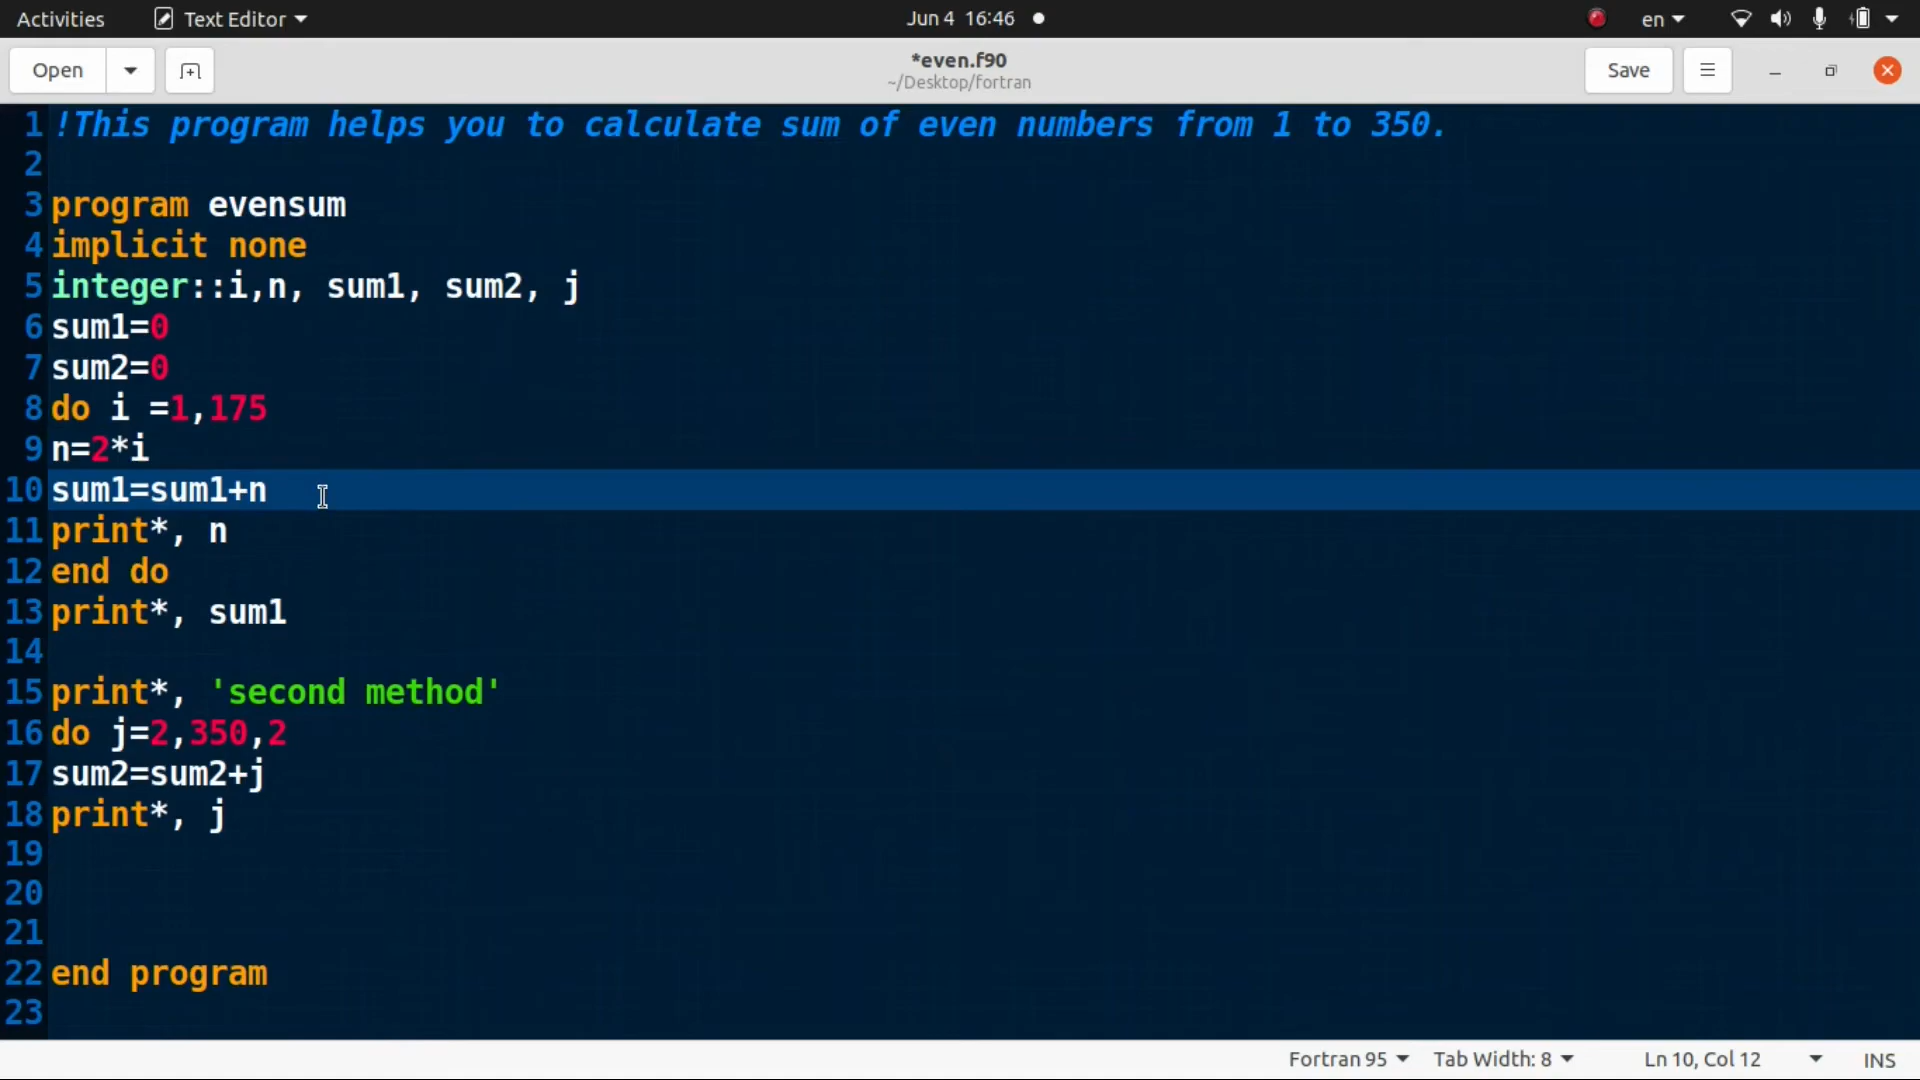 Activities Text Editor Jun 4 16:46 en
Open *even.f90 Save
~/Desktop/fortran
1 !This program helps you to calculate sum of even numbers from 1 to 350.
2
3 program evensum
4 implicit none
5 integer::i,n, sum1, sum2, j
6 sum1=0
7 sum2=0
8 do i =1,175
9 n=2*i
10 sum1=sum1+n
11 print*, n
12 end do
13 print*, sum1
14
15 print*, 'second method'
16 do j=2,350,2
17 sum2=sum2+j
18 print*, j
19
20
21
22 end program
23
Fortran 95 Tab Width: 8 Ln 10, Col 12 INS